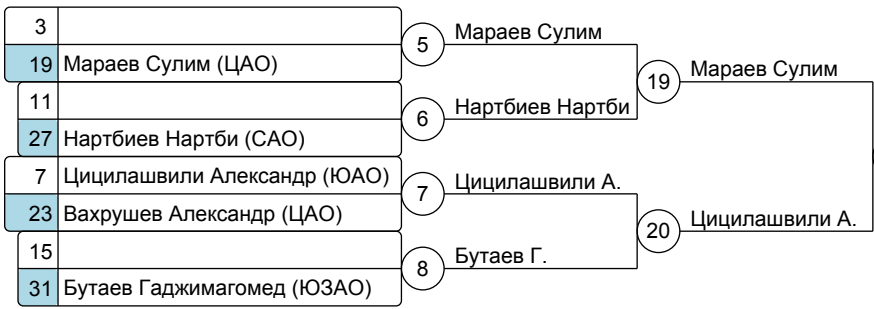 3
5 Мараев Сулим
19 Мараев Сулим (ЦАО)
19 Мараев Сулим
11
6 Нартбиев Нартби
27 Нартбиев Нартби (САО)
7 Цицилашвили Александр (ЮАО)
7 Цицилашвили А.
23 Вахрушев Александр (ЦАО)
20 Цицилашвили А.
15
8 Бутаев Г.
31 Бутаев Гаджимагомед (ЮЗАО)